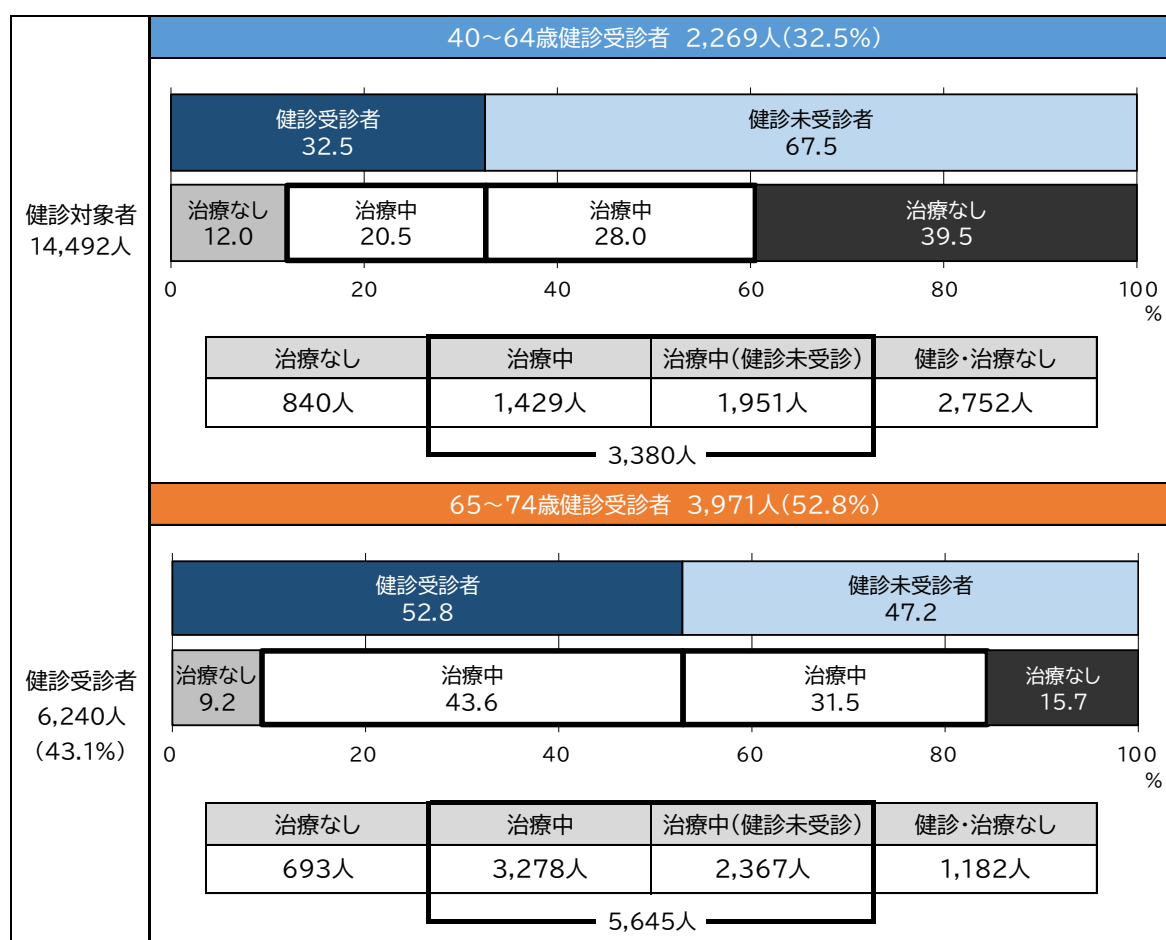 40～64歳健診受診者 2,269人(32.5%)
健診受診者
32.5
健診未受診者
67.5
健診対象者
14,492人
治療なし
12.0
治療中
20.5
治療中
28.0
治療なし
39.5
0 20 40 60 80 100
%
治療なし 治療中 治療中(健診未受診) 健診・治療なし
840人 1,429人 1,951人 2,752人
3,380人
65～74歳健診受診者 3,971人(52.8%)
健診受診者
52.8
健診未受診者
47.2
健診受診者
6,240人
(43.1%)
治療なし
9.2
治療中
43.6
治療中
31.5
治療なし
15.7
0 20 40 60 80 100
%
治療なし 治療中 治療中(健診未受診) 健診・治療なし
693人 3,278人 2,367人 1,182人
5,645人